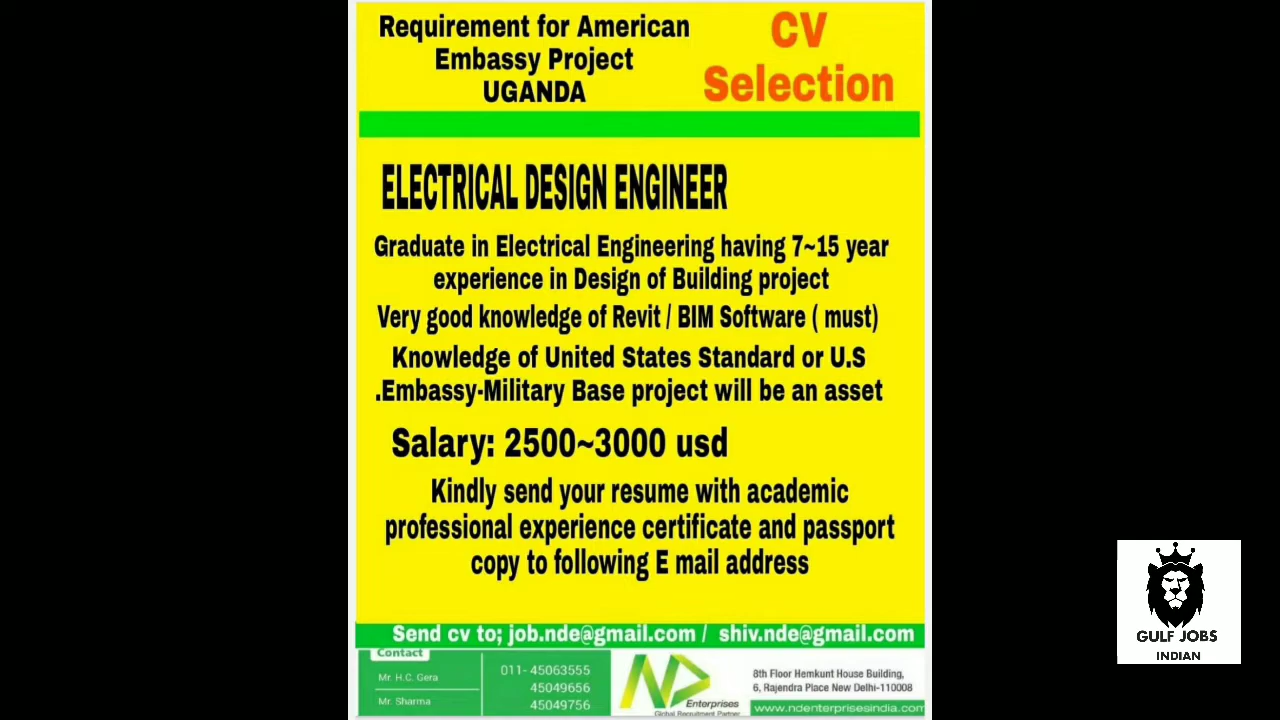 Requirement for American
Embassy Project
UGANDA
CV
Selection
ELECTRICAL DESIGN ENGINEER
Graduate in Electrical Engineering having 7~15 year
experience in Design of Building project
Very good knowledge of Revit / BIM Software ( must)
Knowledge of United States Standard or U.S
.Embassy-Military Base project will be an asset
Salary: 2500~3000 usd
Kindly send your resume with academic
professional experience certificate and passport
copy to following E mail address
Send cv to; job.nde@gmail.com / shiv.nde@gmail.com
Contact
Mr. H.C. Gera
Mr. Sharma
011- 45063555
45049656
45049756
ND
Enterprises
Global Recruitment Partner
8th Floor Hemkunt House Building,
6, Rajendra Place New Delhi-110008
www.ndenterprisesindia.com
GULF JOBS
INDIAN